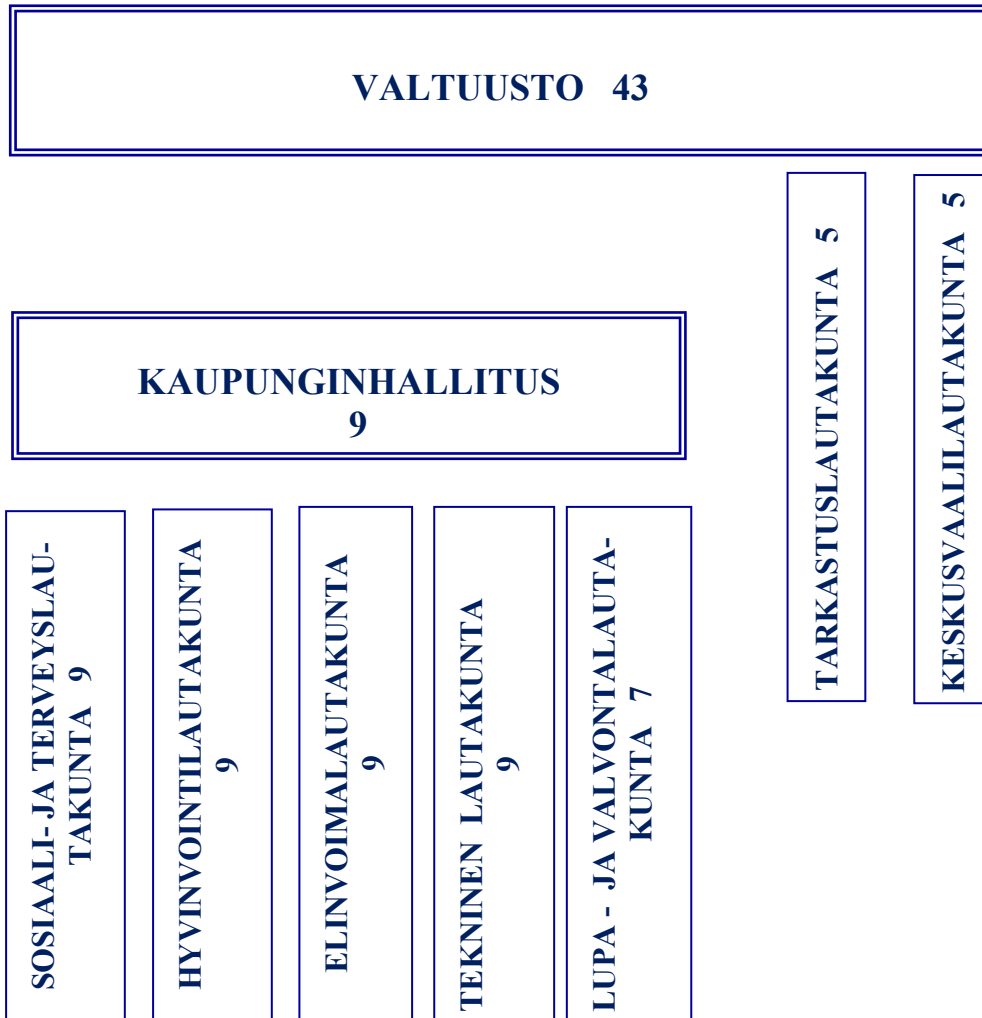 VALTUUSTO 43
TARKASTUSLAUTAKUNTA 5
KESKUSVAALILAUTAKUNTA 5
KAUPUNGINHALLITUS
9
SOSIAALI- JA TERVEYSLAU-
TAKUNTA 9
HYVINVOINTILAUTAKUNTA
9
ELINVOIMALAUTAKUNTA
9
TEKNINEN LAUTAKUNTA
9
LUPA - JA VALVONTALAUTA-
KUNTA 7